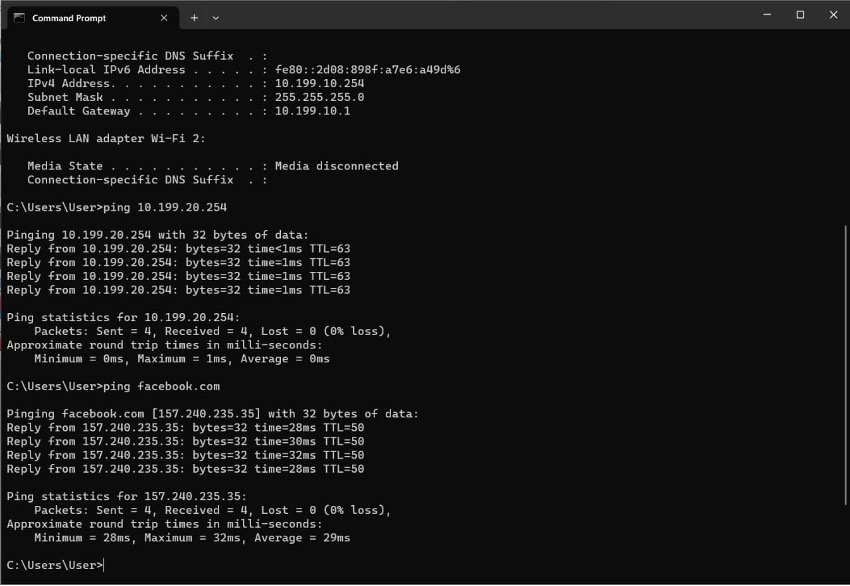 Command Prompt
Connection-specific DNS Suffix  . :
Link-local IPv6 Address . . . . . : fe80::2d08:898f:a7e6:a49d%6
IPv4 Address. . . . . . . . . . . : 10.199.10.254
Subnet Mask . . . . . . . . . . . : 255.255.255.0
Default Gateway . . . . . . . . . : 10.199.10.1
Wireless LAN adapter Wi-Fi 2:
Media State . . . . . . . . . . . : Media disconnected
Connection-specific DNS Suffix  . :
C:\Users\User>ping 10.199.20.254
Pinging 10.199.20.254 with 32 bytes of data:
Reply from 10.199.20.254: bytes=32 time<1ms TTL=63
Reply from 10.199.20.254: bytes=32 time=1ms TTL=63
Reply from 10.199.20.254: bytes=32 time=1ms TTL=63
Reply from 10.199.20.254: bytes=32 time=1ms TTL=63
Ping statistics for 10.199.20.254:
Packets: Sent = 4, Received = 4, Lost = 0 (0% loss),
Approximate round trip times in milli-seconds:
Minimum = 0ms, Maximum = 1ms, Average = 0ms
C:\Users\User>ping facebook.com
Pinging facebook.com [157.240.235.35] with 32 bytes of data:
Reply from 157.240.235.35: bytes=32 time=28ms TTL=50
Reply from 157.240.235.35: bytes=32 time=30ms TTL=50
Reply from 157.240.235.35: bytes=32 time=32ms TTL=50
Reply from 157.240.235.35: bytes=32 time=28ms TTL=50
Ping statistics for 157.240.235.35:
Packets: Sent = 4, Received = 4, Lost = 0 (0% loss),
Approximate round trip times in milli-seconds:
Minimum = 28ms, Maximum = 32ms, Average = 29ms
C:\Users\User>